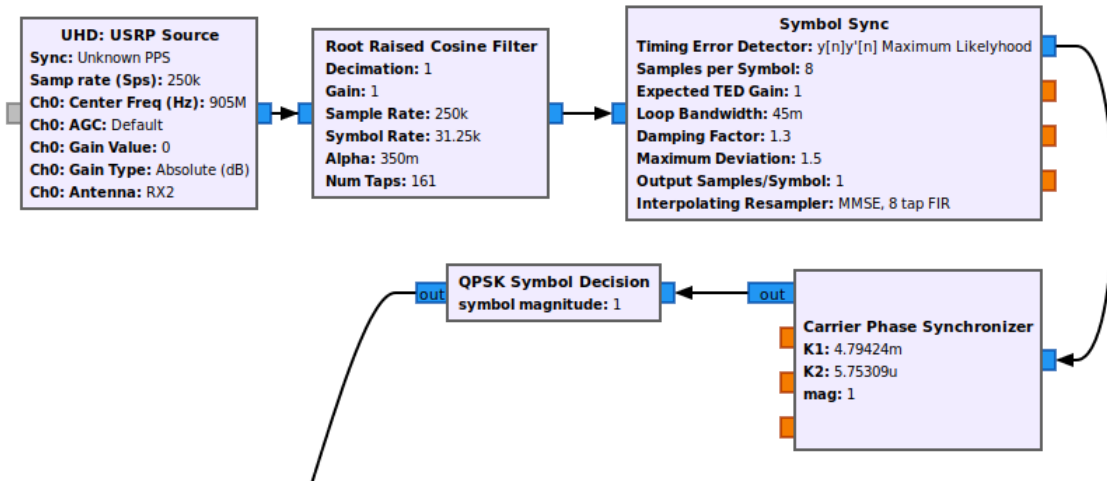 UHD: USRP Source
Sync: Unknown PPS
Samp rate (Sps): 250k
Ch0: Center Freq (Hz): 905M
Ch0: AGC: Default
Ch0: Gain Value: 0
Ch0: Gain Type: Absolute (dB)
Ch0: Antenna: RX2
Root Raised Cosine Filter
Decimation: 1
Gain: 1
Sample Rate: 250k
Symbol Rate: 31.25k
Alpha: 350m
Num Taps: 161
Symbol Sync
Timing Error Detector: y[n]y'[n] Maximum Likelyhood
Samples per Symbol: 8
Expected TED Gain: 1
Loop Bandwidth: 45m
Damping Factor: 1.3
Maximum Deviation: 1.5
Output Samples/Symbol: 1
Interpolating Resampler: MMSE, 8 tap FIR
out
QPSK Symbol Decision
symbol magnitude: 1
out
Carrier Phase Synchronizer
K1: 4.79424m
K2: 5.75309u
mag: 1